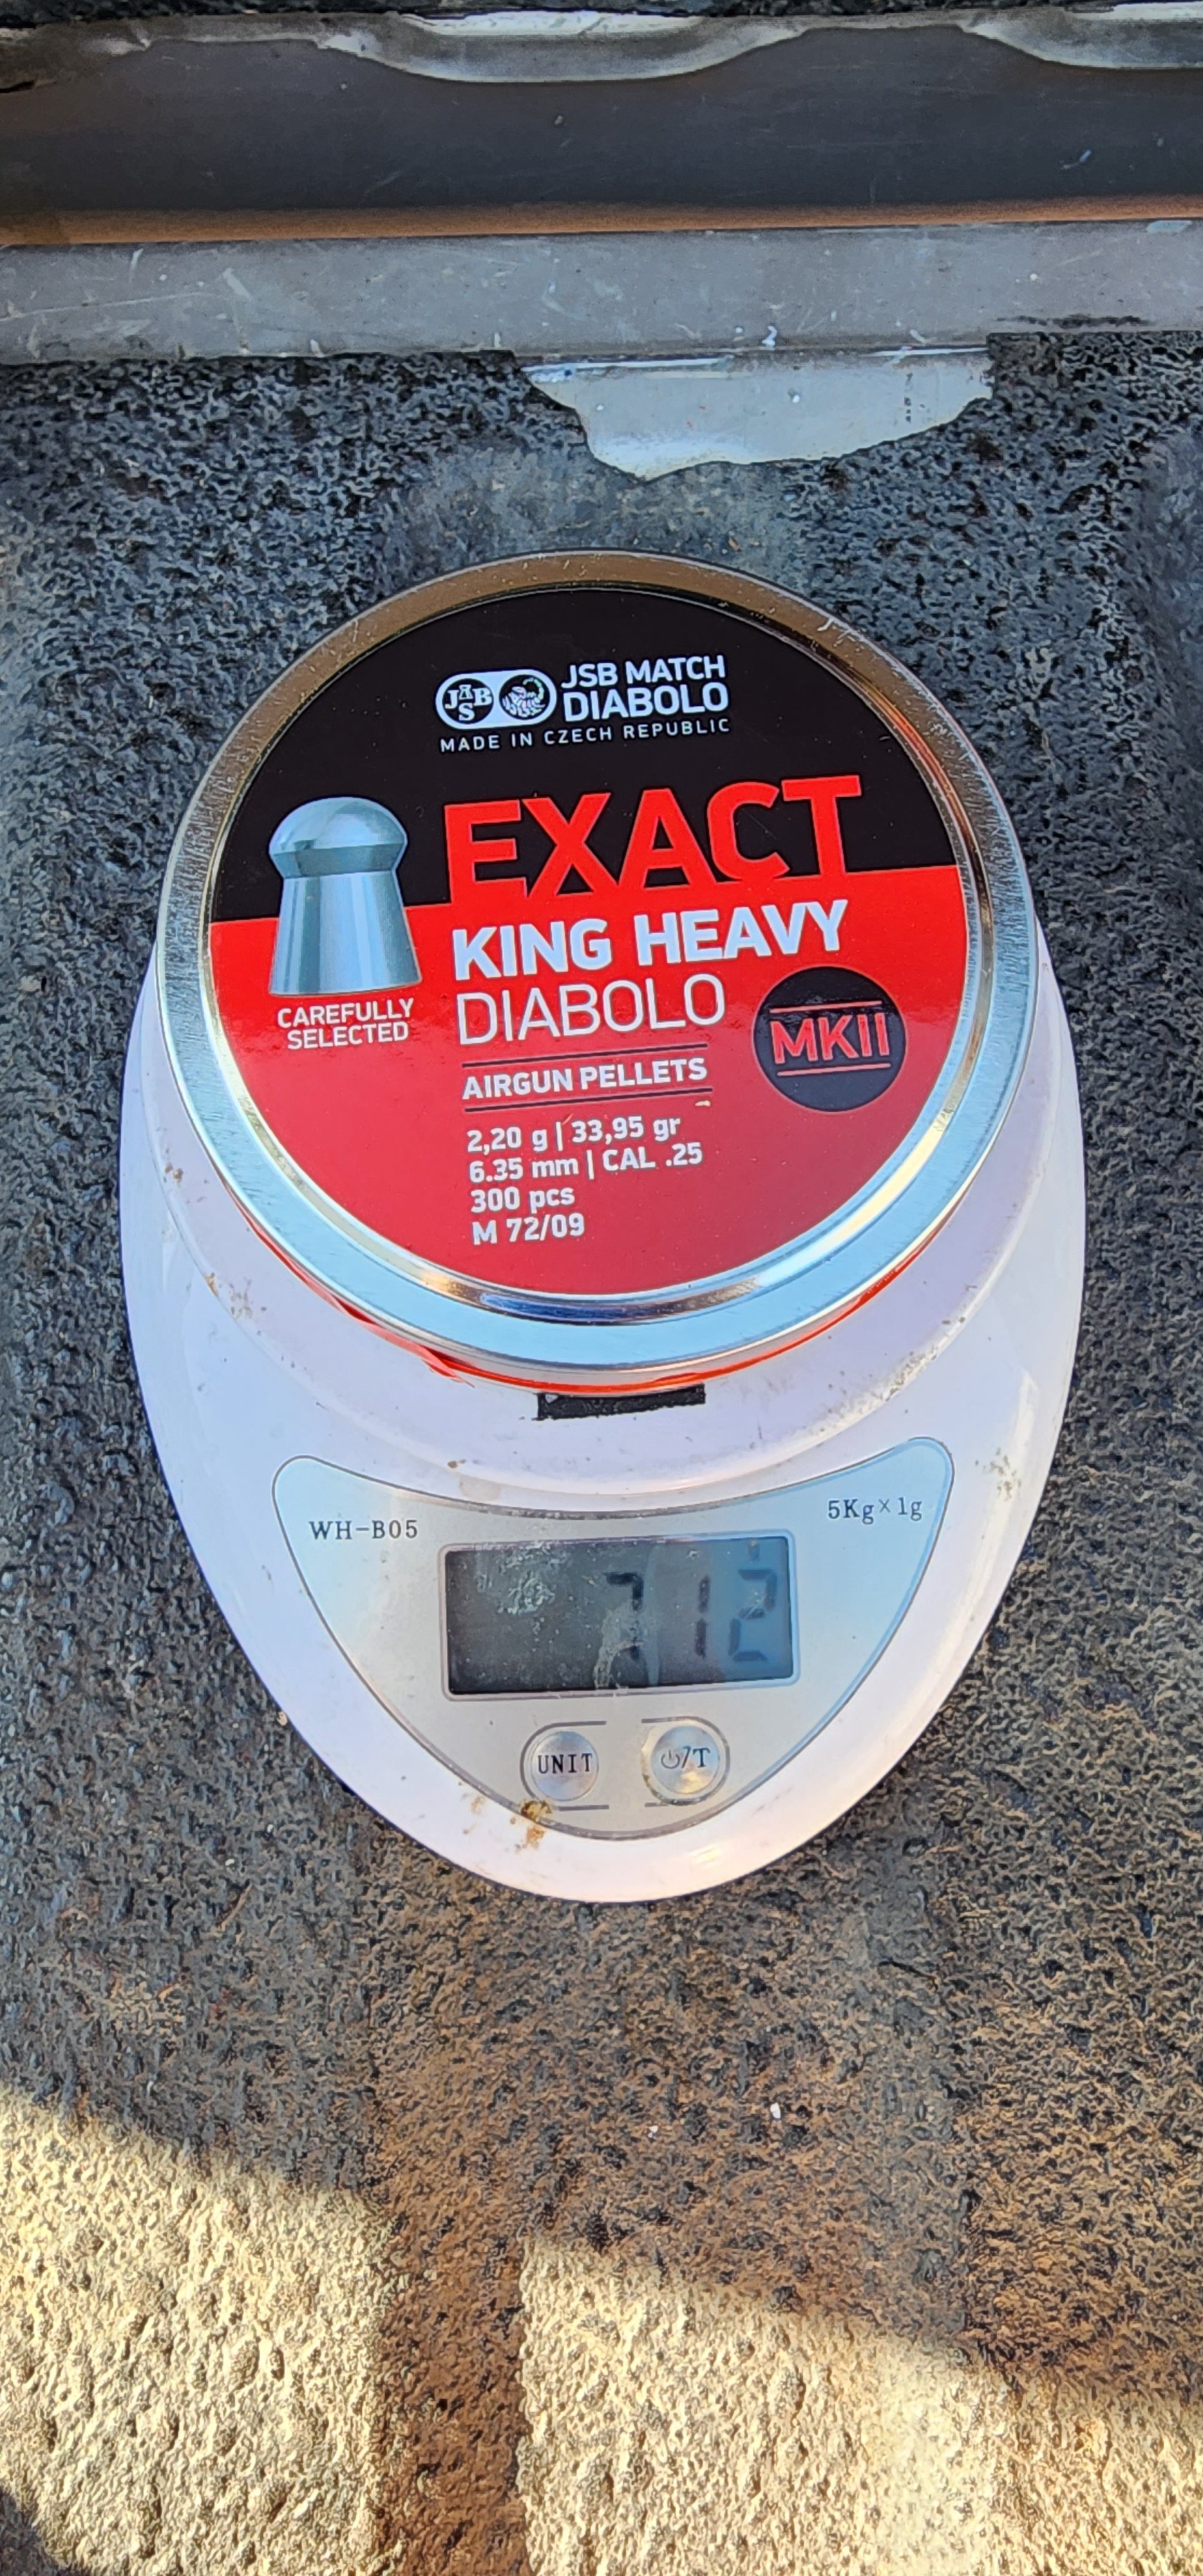 JSB
JSB MATCH
DIABOLO
MADE IN CZECH REPUBLIC
EXACT
KING HEAVY
DIABOLO
CAREFULLY
SELECTED
MKII
AIRGUN PELLETS
2,20 g | 33,95 gr
6.35 mm | CAL .25
300 pcs
M 72/09
WH-B05
5Kg×1g
712
UNIT
⏻/T